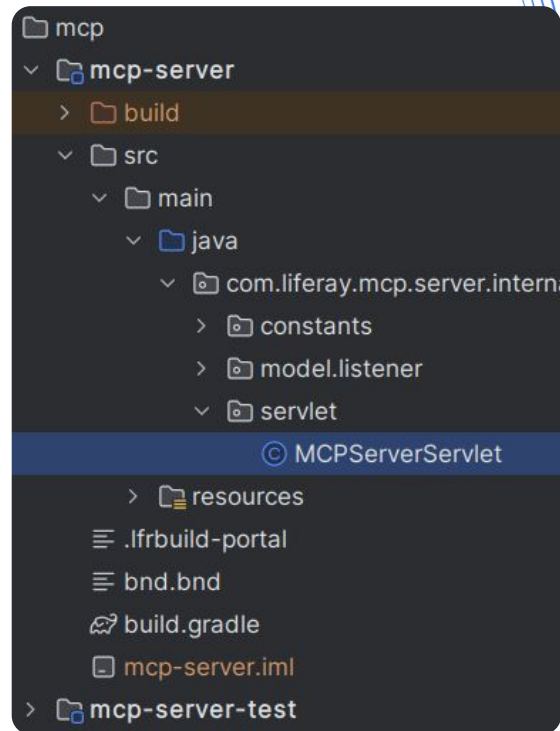 mcp
mcp-server
build
src
main
java
com.liferay.mcp.server.interna
constants
model.listener
servlet
MCPServerServlet
resources
.lfrbuild-portal
bnd.bnd
build.gradle
mcp-server.iml
mcp-server-test